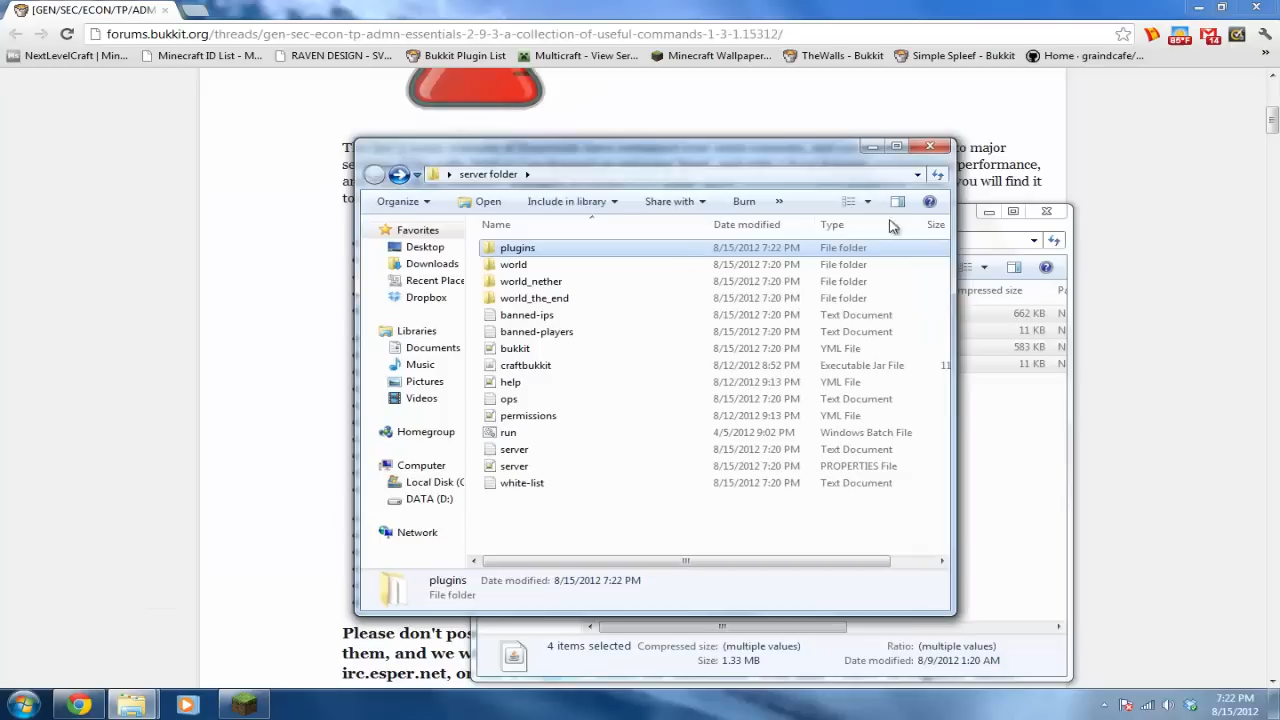 [GEN/SEC/ECON/TP/ADM
forums.bukkit.org/threads/gen-sec-econ-tp-admn-essentials-2-9-3-a-collection-of-useful-commands-1-3-1.15312/
85°F
14
NextLevelCraft | Min...
Minecraft ID List - M...
RAVEN DESIGN - SV...
Bukkit Plugin List
Multicraft - View Ser...
Minecraft Wallpaper...
TheWalls - Bukkit
Simple Spleef - Bukkit
Home · graindcafe/...
to major
performance,
you will find it
server folder
Organize
Open
Include in library
Share with
Burn
»
Name
Date modified
Type
Size
Favorites
Desktop
Downloads
Recent Place
Dropbox
Libraries
Documents
Music
Pictures
Videos
Homegroup
Computer
Local Disk (C
DATA (D:)
Network
plugins 8/15/2012 7:22 PM File folder
world 8/15/2012 7:20 PM File folder
world_nether 8/15/2012 7:20 PM File folder
world_the_end 8/15/2012 7:20 PM File folder
banned-ips 8/15/2012 7:20 PM Text Document
banned-players 8/15/2012 7:20 PM Text Document
bukkit 8/15/2012 7:20 PM YML File
craftbukkit 8/12/2012 8:52 PM Executable Jar File 11
help 8/12/2012 9:13 PM YML File
ops 8/15/2012 7:20 PM Text Document
permissions 8/12/2012 9:13 PM YML File
run 4/5/2012 9:02 PM Windows Batch File
server 8/15/2012 7:20 PM Text Document
server 8/15/2012 7:20 PM PROPERTIES File
white-list 8/15/2012 7:20 PM Text Document
plugins Date modified: 8/15/2012 7:22 PM
File folder
mpressed size
Pa
662 KB N
11 KB N
583 KB N
11 KB N
4 items selected Compressed size: (multiple values) Ratio: (multiple values)
Size: 1.33 MB Date modified: 8/9/2012 1:20 AM
Please don't pos
them, and we w
irc.esper.net, or
7:22 PM
8/15/2012